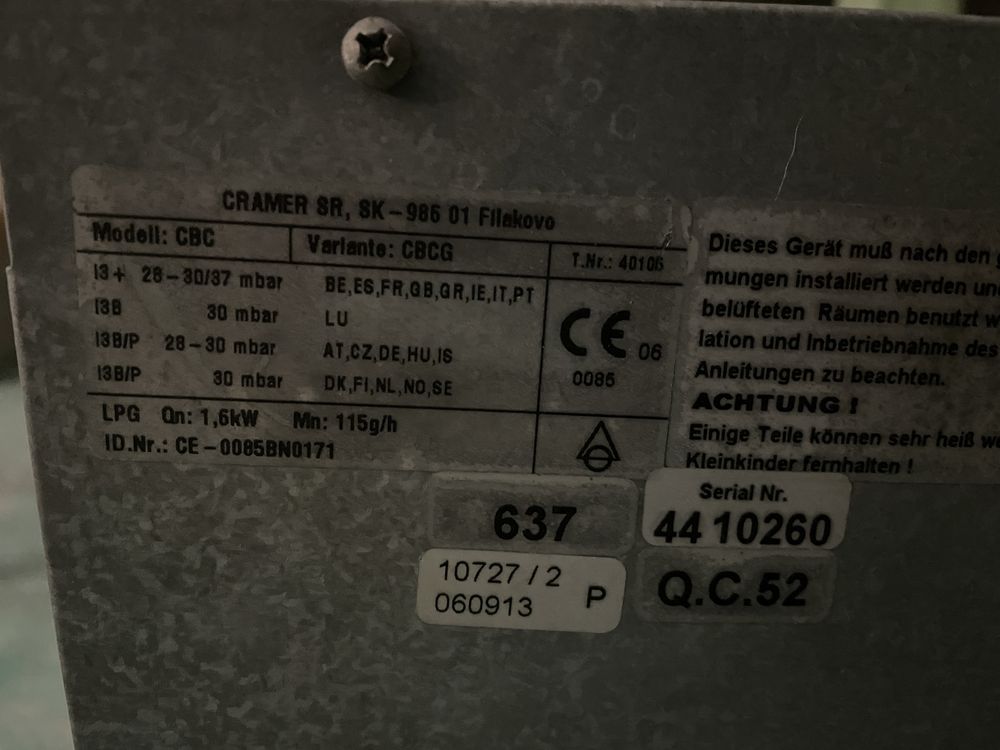 CRAMER SR, SK-986 01 Filakovo
Modell: CBC
Variante: CBCG
T.Nr.: 40106
I3+ 28-30/37 mbar BE,ES,FR,GB,GR,IE,IT,PT
I3B 30 mbar LU
I3B/P 28-30 mbar AT,CZ,DE,HU,IS
I3B/P 30 mbar DK,FI,NL,NO,SE
CE 06
0085
LPG Qn: 1,6kW Mn: 115g/h
ID.Nr.: CE-0085BN0171
Dieses Gerät muß nach den
mungen installiert werden und
belüfteten Räumen benutzt
lation und Inbetriebnahme des
Anleitungen zu beachten.
ACHTUNG !
Einige Teile können sehr heiß
Kleinkinder fernhalten !
637
Serial Nr.
44 10260
10727 / 2
060913 P
Q.C.52